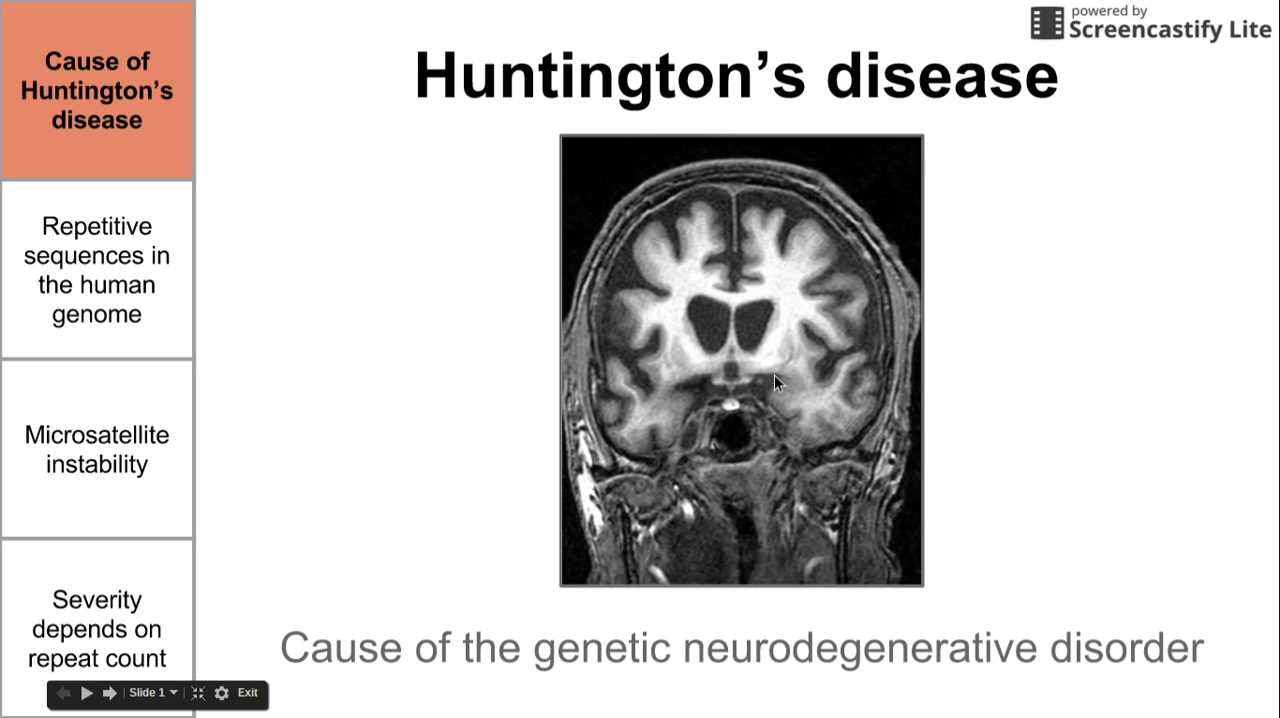 Cause of
Huntington’s
disease
Repetitive
sequences in
the human
genome
Microsatellite
instability
Severity
depends on
repeat count
powered by
Screencastify Lite
Huntington’s disease
Cause of the genetic neurodegenerative disorder
Slide 1
Exit